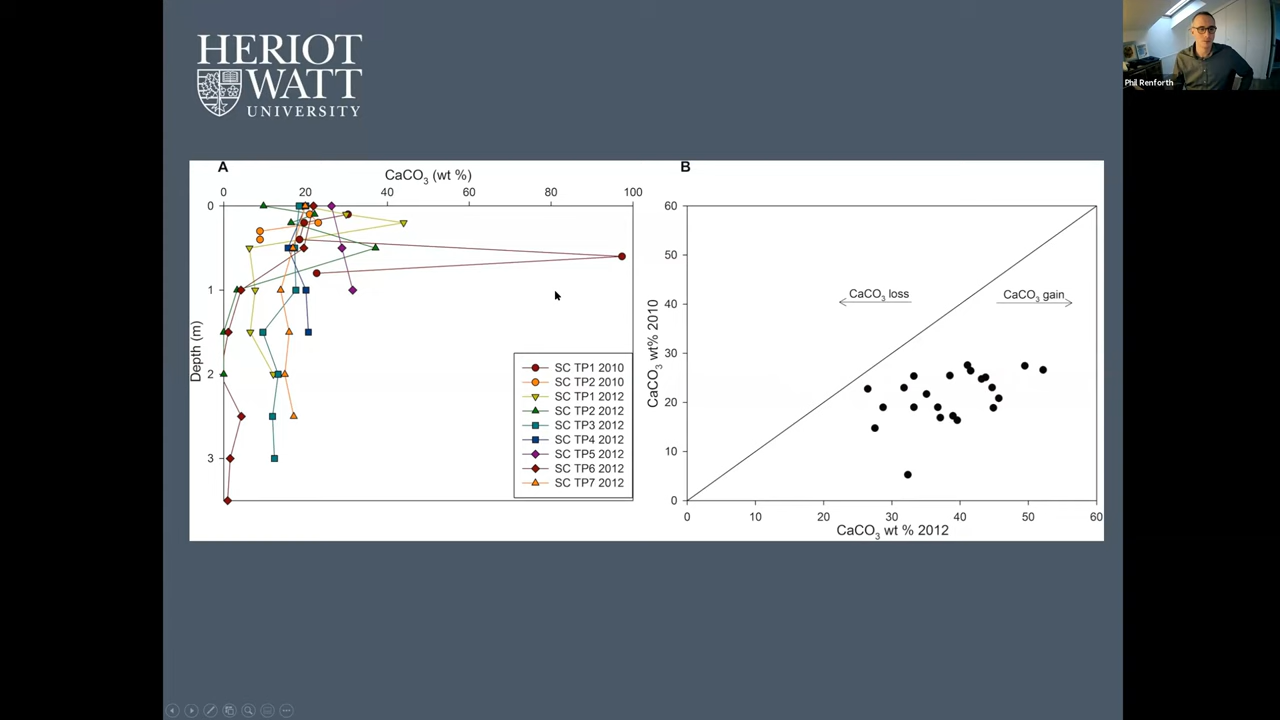 HERIOT
WATT
UNIVERSITY
Phil Renforth
A
CaCO3 (wt %)
0 20 40 60 80 100
0
1
2
3
Depth (m)
SC TP1 2010
SC TP2 2010
SC TP1 2012
SC TP2 2012
SC TP3 2012
SC TP4 2012
SC TP5 2012
SC TP6 2012
SC TP7 2012
B
60
50
40
30
20
10
0
CaCO3 wt% 2010
CaCO3 loss
CaCO3 gain
0 10 20 30 40 50 60
CaCO3 wt % 2012